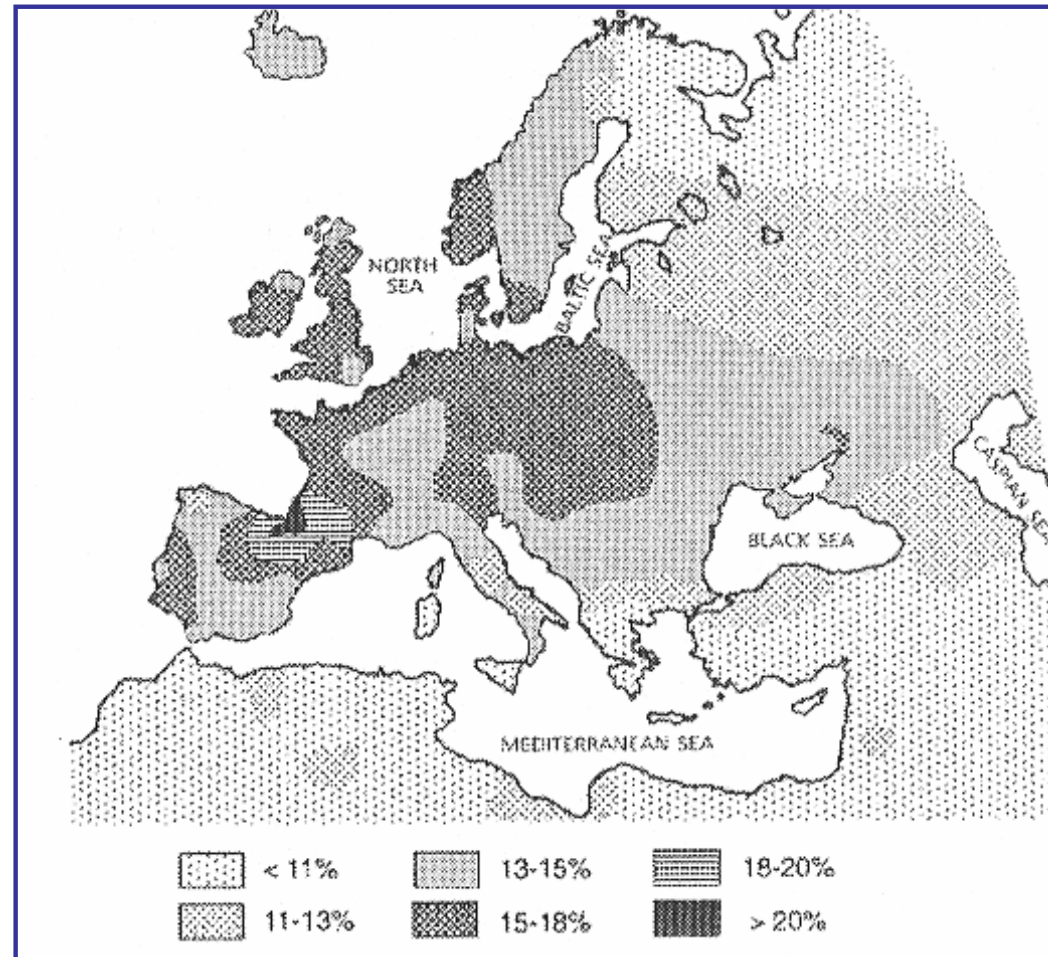 NORTH
SEA
BALTIC SEA
CASPIAN SEA
BLACK SEA
MEDITERRANEAN SEA
< 11%
13-15%
18-20%
11-13%
15-18%
> 20%